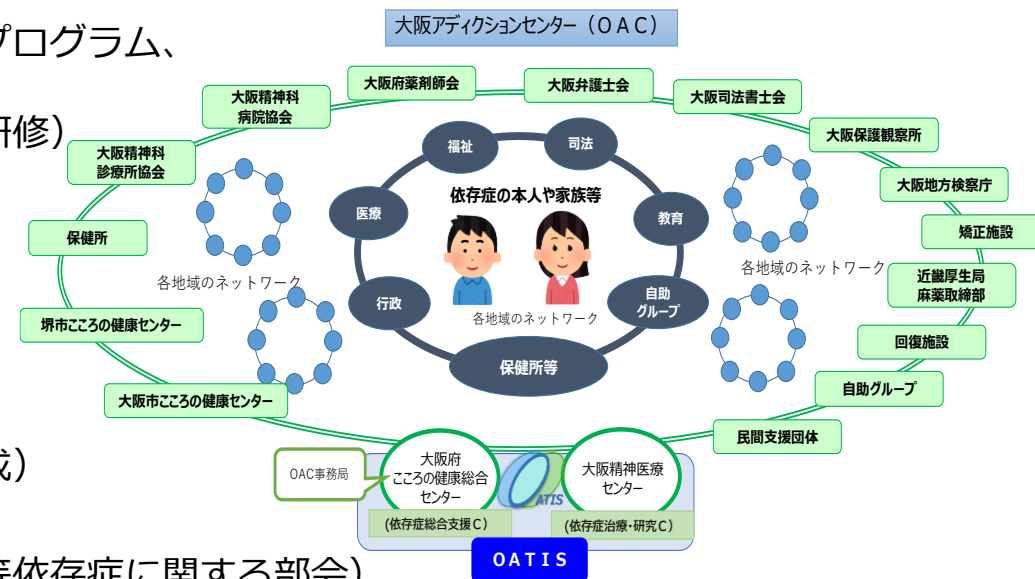 大阪アディクションセンター（ＯＡＣ）
プログラム、
研修）
大阪府薬剤師会
大阪弁護士会
大阪精神科
病院協会
大阪司法書士会
大阪精神科
診療所協会
大阪保護観察所
福祉
司法
依存症の本人や家族等
大阪地方検察庁
医療
教育
保健所
矯正施設
各地域のネットワーク
各地域のネットワーク
近畿厚生局
麻薬取締部
行政
自助
グループ
各地域のネットワーク
堺市こころの健康センター
回復施設
保健所等
自助グループ
大阪市こころの健康センター
民間支援団体
成）
OAC事務局
大阪府
こころの健康総合
センター
ATIS
大阪精神医療
センター
(依存症総合支援Ｃ)
(依存症治療・研究Ｃ)
ＯＡＴＩＳ
等依存症に関する部会）